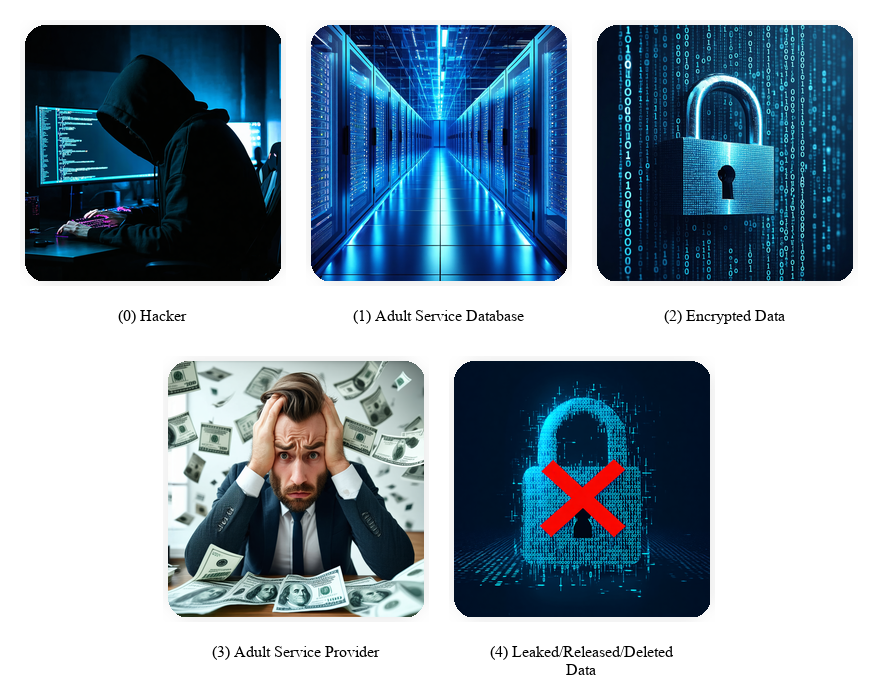 (0) Hacker
(1) Adult Service Database
(2) Encrypted Data
(3) Adult Service Provider
(4) Leaked/Released/Deleted
Data